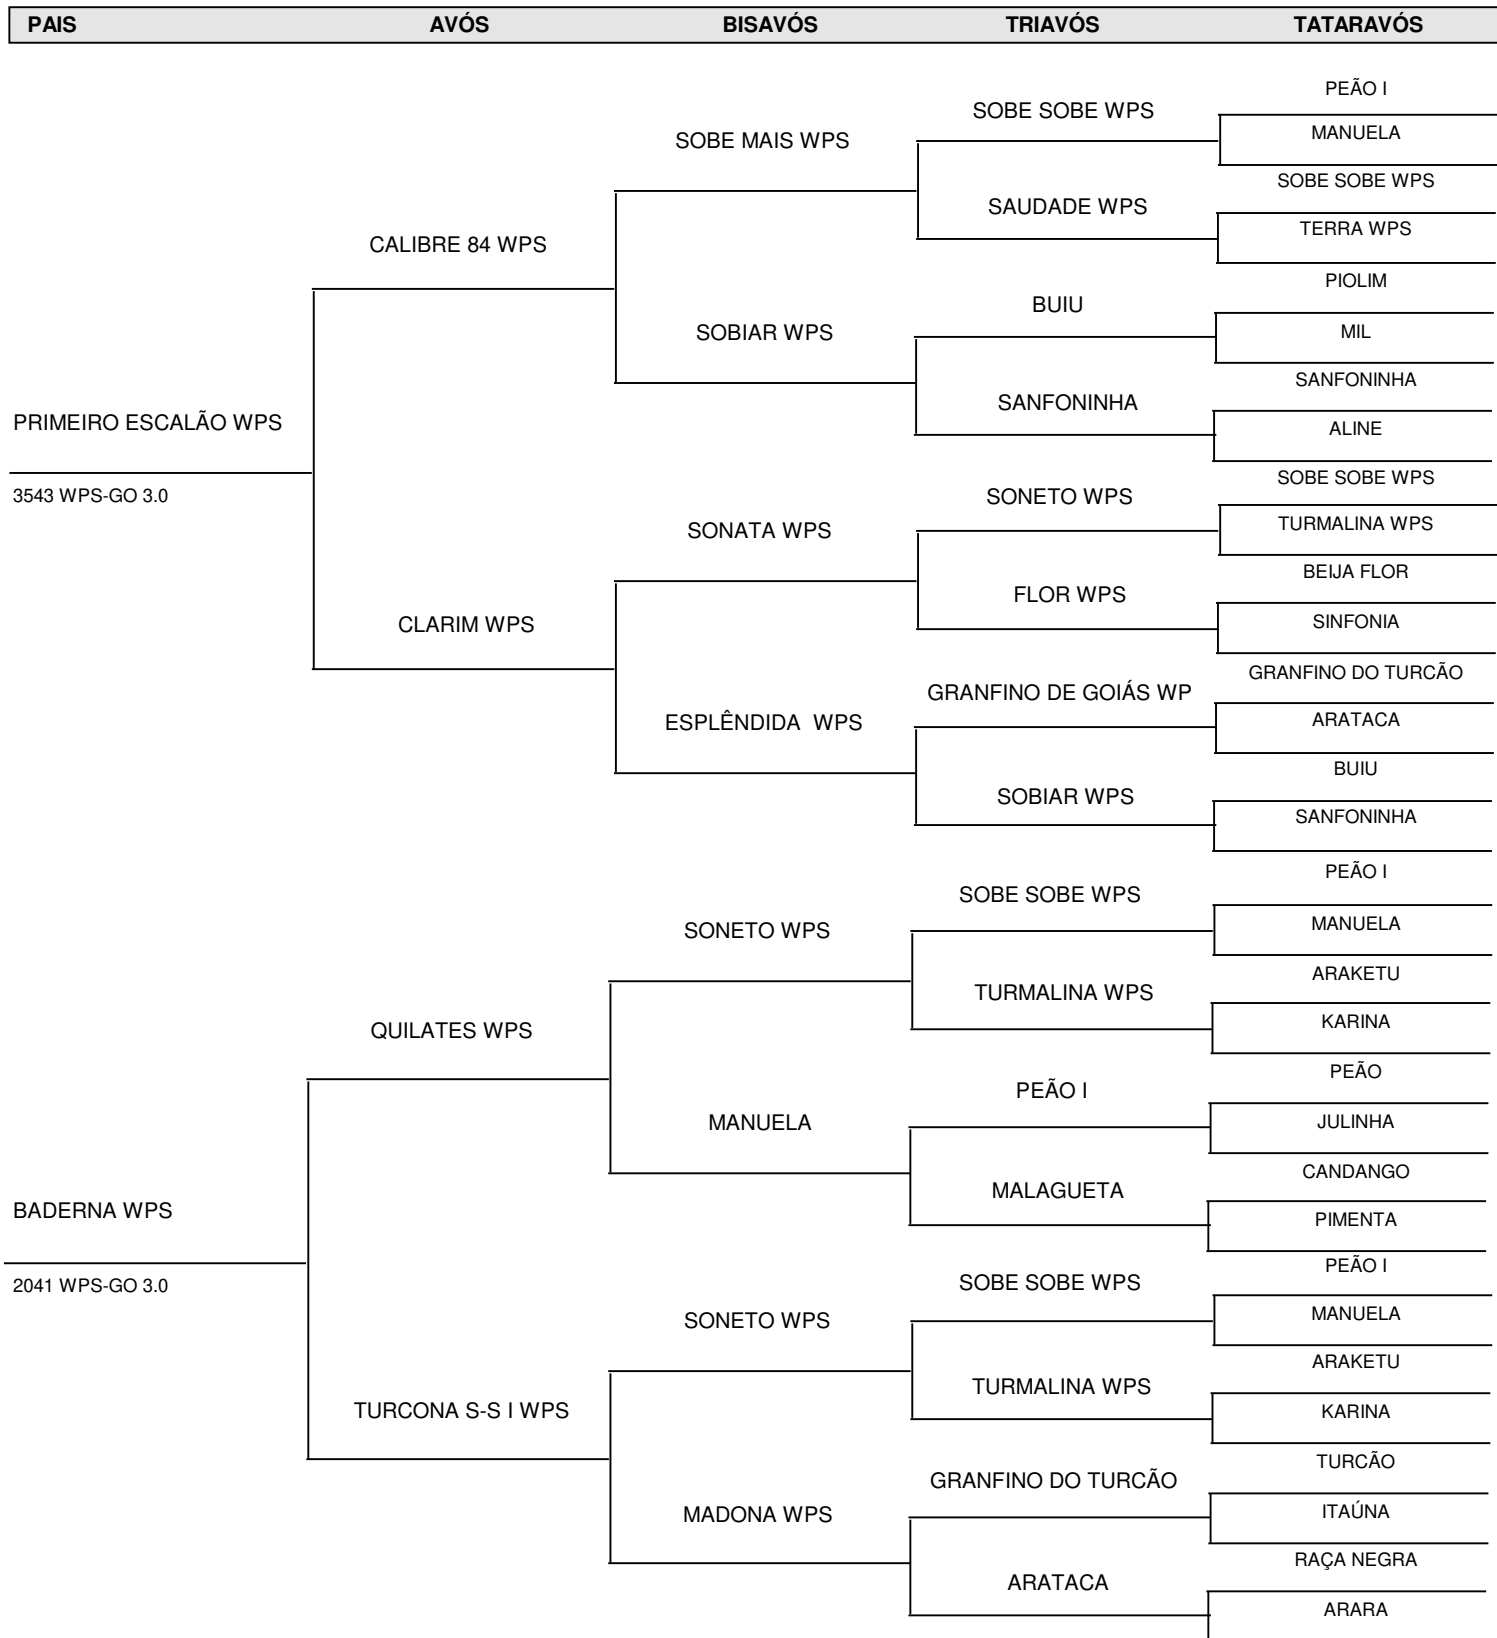 PAIS AVÓS BISAVÓS TRIAVÓS TATARAVÓS
PEÃO I
SOBE SOBE WPS
MANUELA
SOBE MAIS WPS
SOBE SOBE WPS
SAUDADE WPS
TERRA WPS
CALIBRE 84 WPS
PIOLIM
BUIU
MIL
SOBIAR WPS
SANFONINHA
SANFONINHA
PRIMEIRO ESCALÃO WPS
ALINE
SOBE SOBE WPS
3543 WPS-GO 3.0
SONETO WPS
TURMALINA WPS
SONATA WPS
BEIJA FLOR
FLOR WPS
SINFONIA
CLARIM WPS
GRANFINO DO TURCÃO
GRANFINO DE GOIÁS WP
ARATACA
ESPLÊNDIDA  WPS
BUIU
SOBIAR WPS
SANFONINHA
PEÃO I
SOBE SOBE WPS
MANUELA
SONETO WPS
ARAKETU
TURMALINA WPS
KARINA
QUILATES WPS
PEÃO
PEÃO I
JULINHA
MANUELA
CANDANGO
MALAGUETA
BADERNA WPS
PIMENTA
PEÃO I
2041 WPS-GO 3.0
SOBE SOBE WPS
MANUELA
SONETO WPS
ARAKETU
TURMALINA WPS
TURCONA S-S I WPS
KARINA
TURCÃO
GRANFINO DO TURCÃO
ITAÚNA
MADONA WPS
RAÇA NEGRA
ARATACA
ARARA